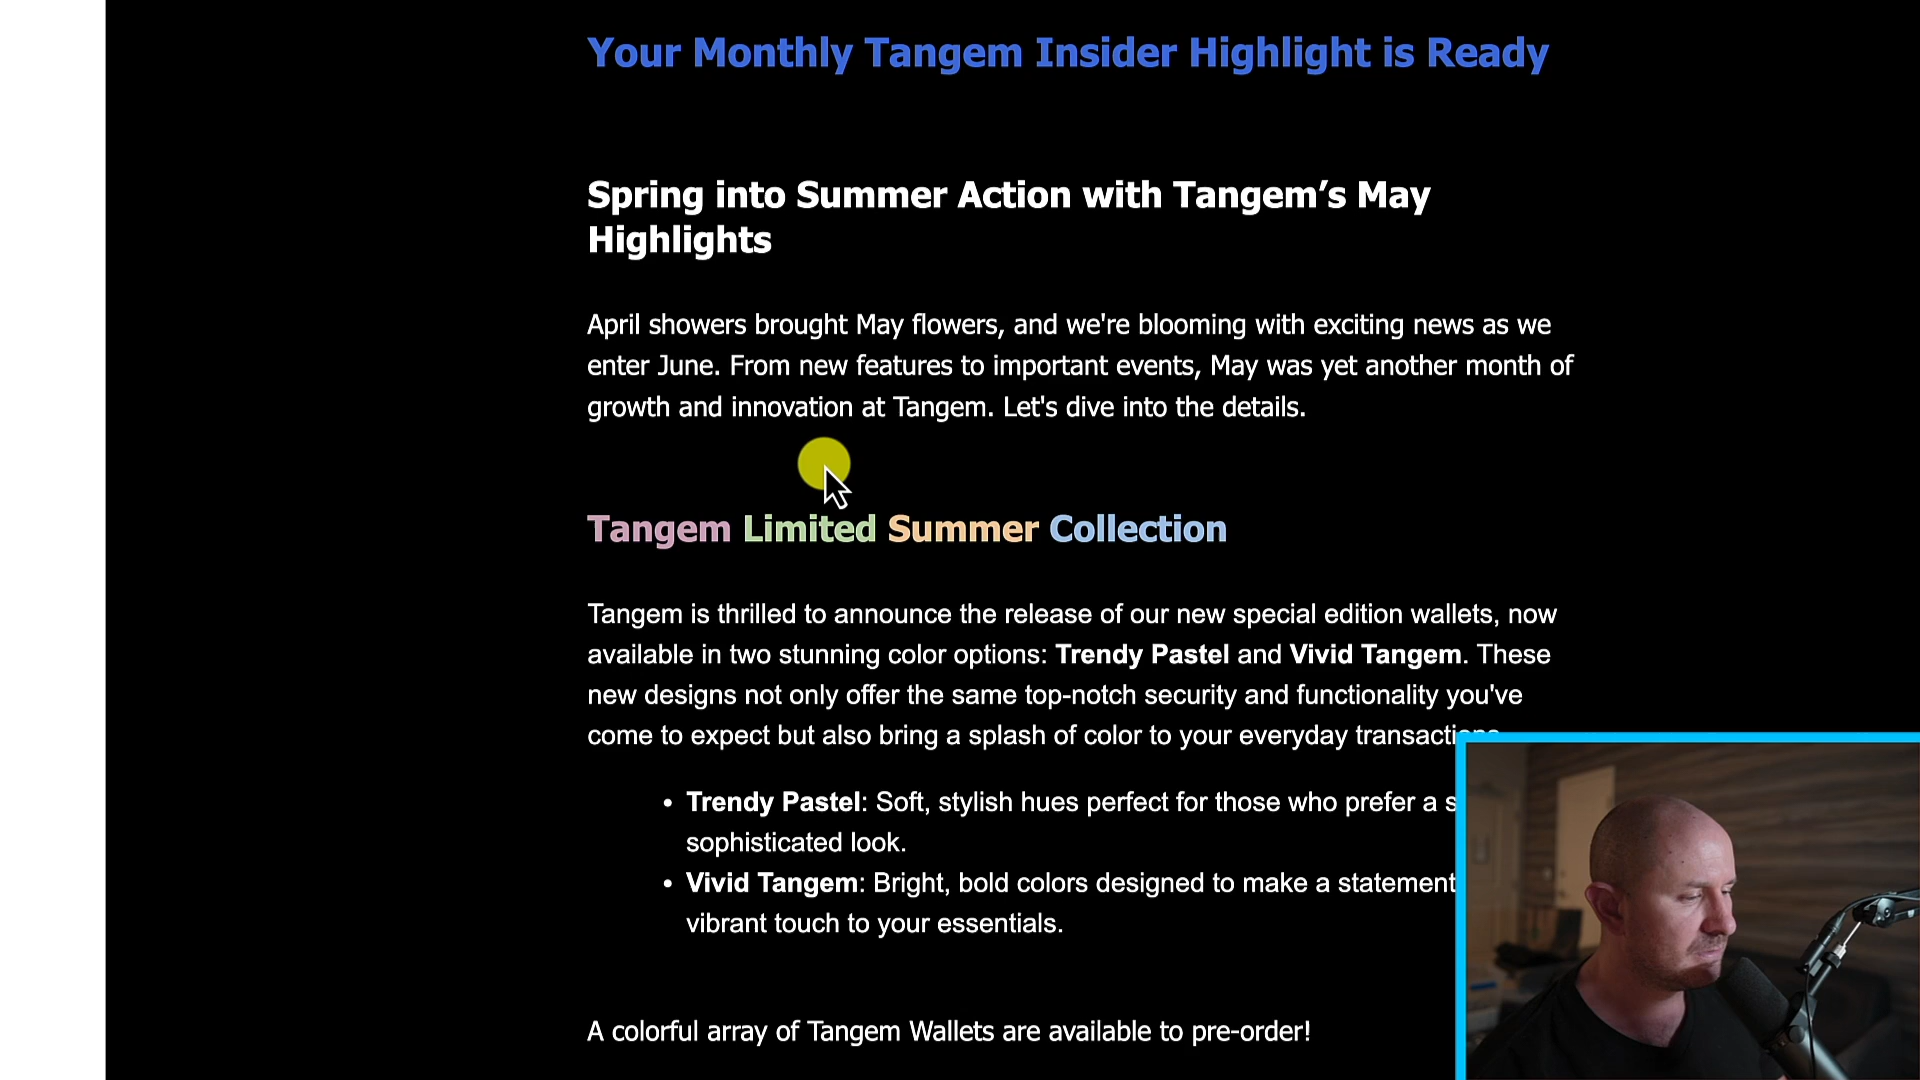 Your Monthly Tangem Insider Highlight is Ready
Spring into Summer Action with Tangem’s May
Highlights
April showers brought May flowers, and we're blooming with exciting news as we
enter June. From new features to important events, May was yet another month of
growth and innovation at Tangem. Let's dive into the details.
Tangem Limited Summer Collection
Tangem is thrilled to announce the release of our new special edition wallets, now
available in two stunning color options: Trendy Pastel and Vivid Tangem. These
new designs not only offer the same top-notch security and functionality you've
come to expect but also bring a splash of color to your everyday
• Trendy Pastel: Soft, stylish hues perfect for those who prefer a
sophisticated look.
• Vivid Tangem: Bright, bold colors designed to make a statement
vibrant touch to your essentials.
A colorful array of Tangem Wallets are available to pre-order!